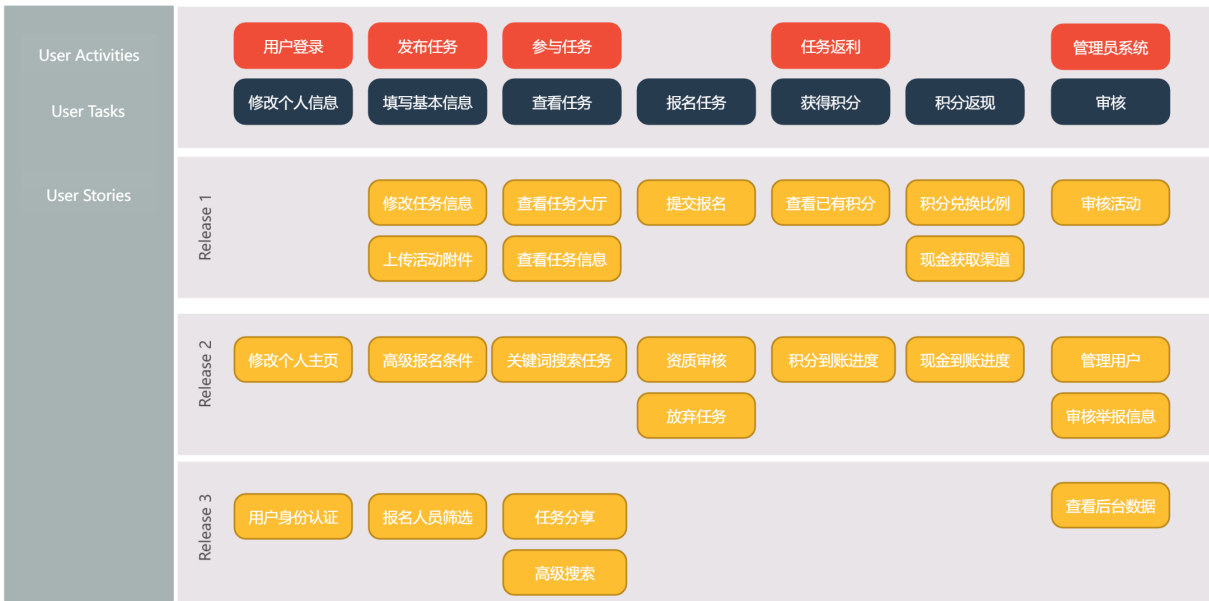 User Activities
用户登录
发布任务
参与任务
任务返利
管理员系统
User Tasks
修改个人信息
填写基本信息
查看任务
报名任务
获得积分
积分返现
审核
User Stories
Release 1
修改任务信息
查看任务大厅
提交报名
查看已有积分
积分兑换比例
审核活动
上传活动附件
查看任务信息
现金获取渠道
Release 2
修改个人主页
高级报名条件
关键词搜索任务
资质审核
积分到账进度
现金到账进度
管理用户
放弃任务
审核举报信息
Release 3
用户身份认证
报名人员筛选
任务分享
查看后台数据
高级搜索